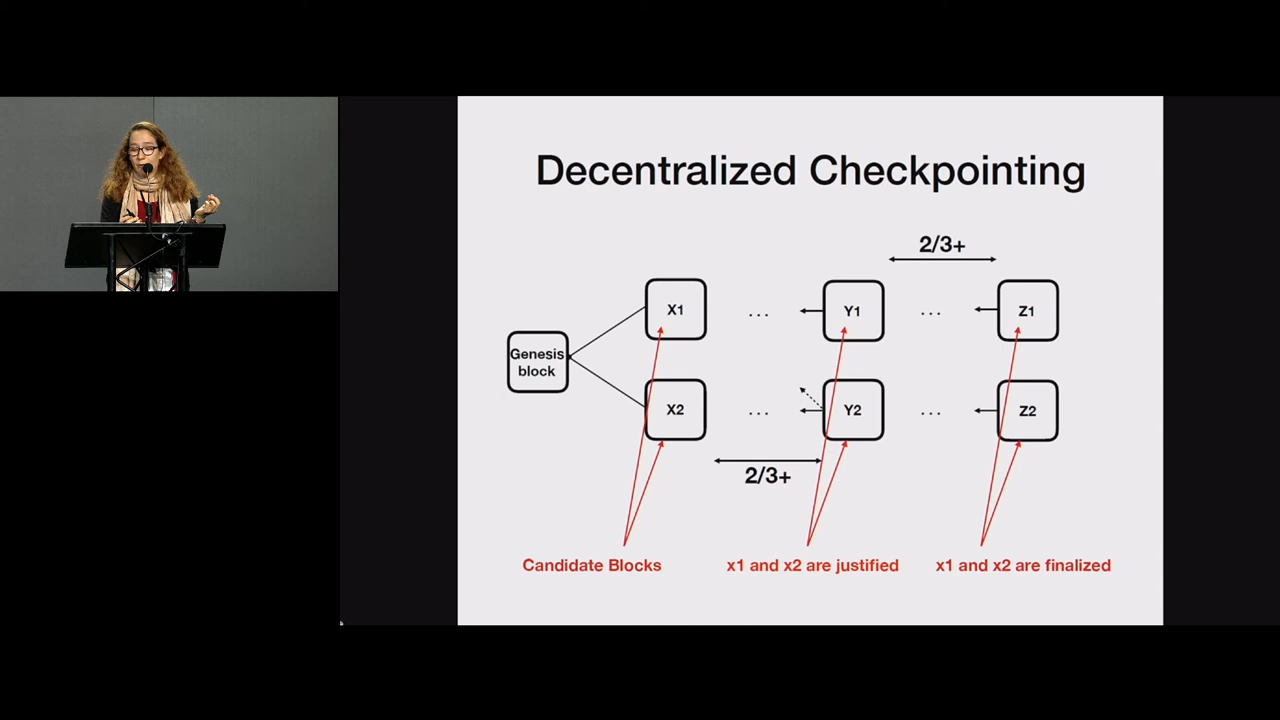 Decentralized Checkpointing
2/3+
X1
...
Y1
...
Z1
Genesis
block
X2
...
Y2
...
Z2
2/3+
Candidate Blocks
x1 and x2 are justified
x1 and x2 are finalized